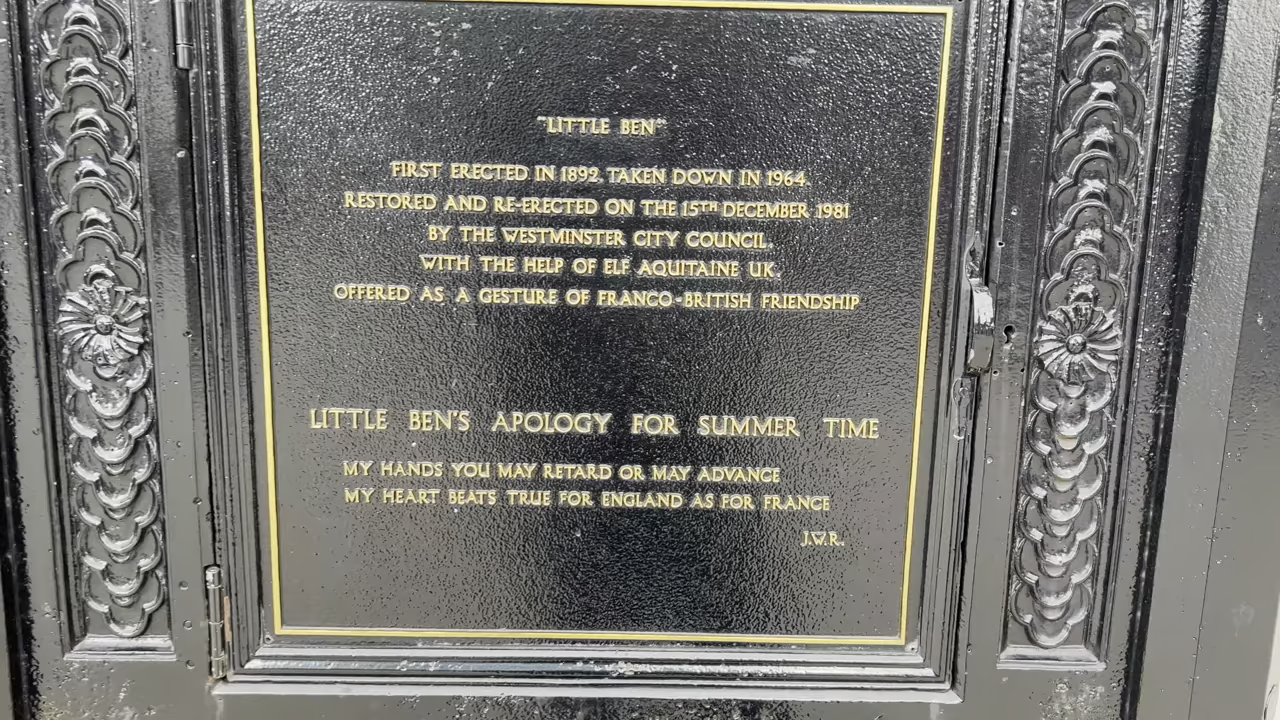 "LITTLE BEN"
FIRST ERECTED IN 1892, TAKEN DOWN IN 1964.
RESTORED AND RE-ERECTED ON THE 15TH DECEMBER 1981
BY THE WESTMINSTER CITY COUNCIL.
WITH THE HELP OF ELF AQUITAINE UK.
OFFERED AS A GESTURE OF FRANCO-BRITISH FRIENDSHIP
LITTLE BEN'S APOLOGY FOR SUMMER TIME
MY HANDS YOU MAY RETARD OR MAY ADVANCE
MY HEART BEATS TRUE FOR ENGLAND AS FOR FRANCE
J.W.R.